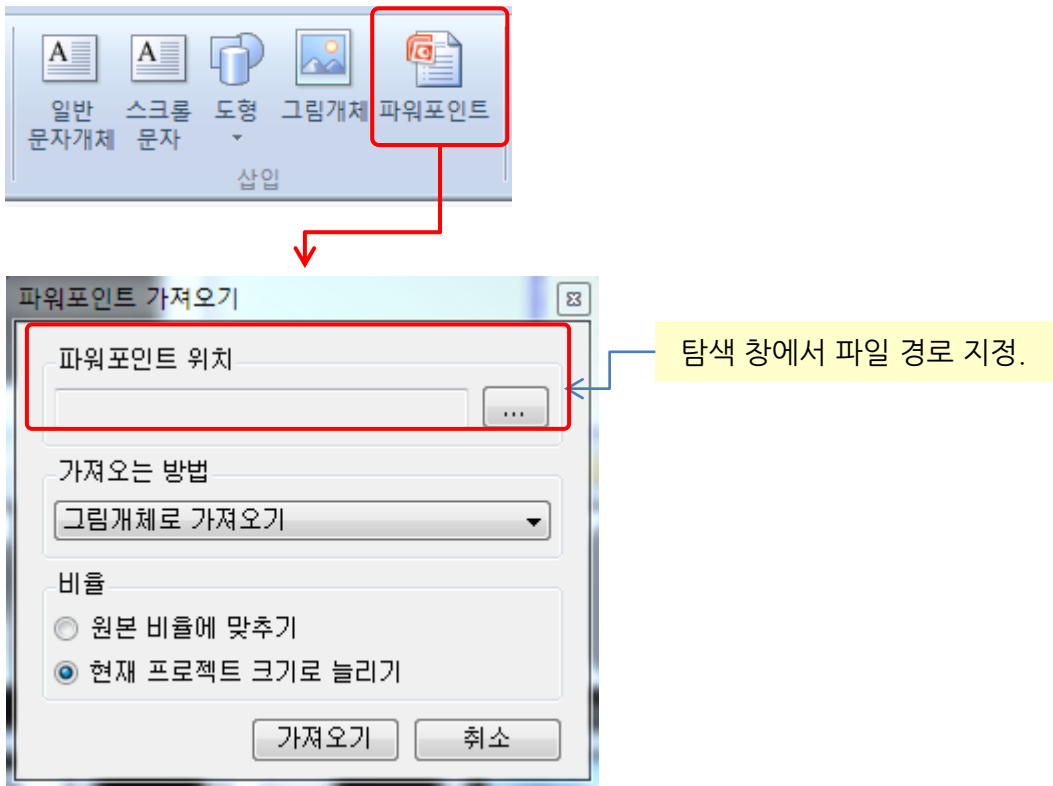 일반 스크롤 도형 그림개체 파워포인트
문자개체 문자
삽입
파워포인트 가져오기
파워포인트 위치
탐색 창에서 파일 경로 지정.
...
가져오는 방법
그림개체로 가져오기
비율
원본 비율에 맞추기
현재 프로젝트 크기로 늘리기
가져오기 취소